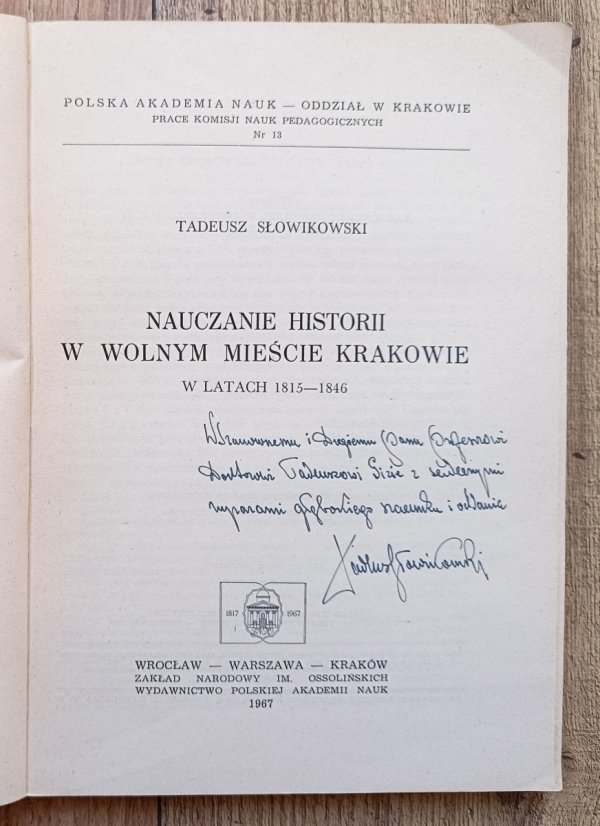 POLSKA AKADEMIA NAUK — ODDZIAŁ W KRAKOWIE
PRACE KOMISJI NAUK PEDAGOGICZNYCH
Nr 13
TADEUSZ SŁOWIKOWSKI
NAUCZANIE HISTORII
W WOLNYM MIEŚCIE KRAKOWIE
W LATACH 1815—1846
Szanownemu i Drogiemu Panu Profesorowi
Doktorowi Tadeuszowi z serdecznymi
wyrazami głębokiego szacunku i oddania
Tadeusz Słowikowski
1817 1967
WROCŁAW — WARSZAWA — KRAKÓW
ZAKŁAD NARODOWY IM. OSSOLIŃSKICH
WYDAWNICTWO POLSKIEJ AKADEMII NAUK
1967